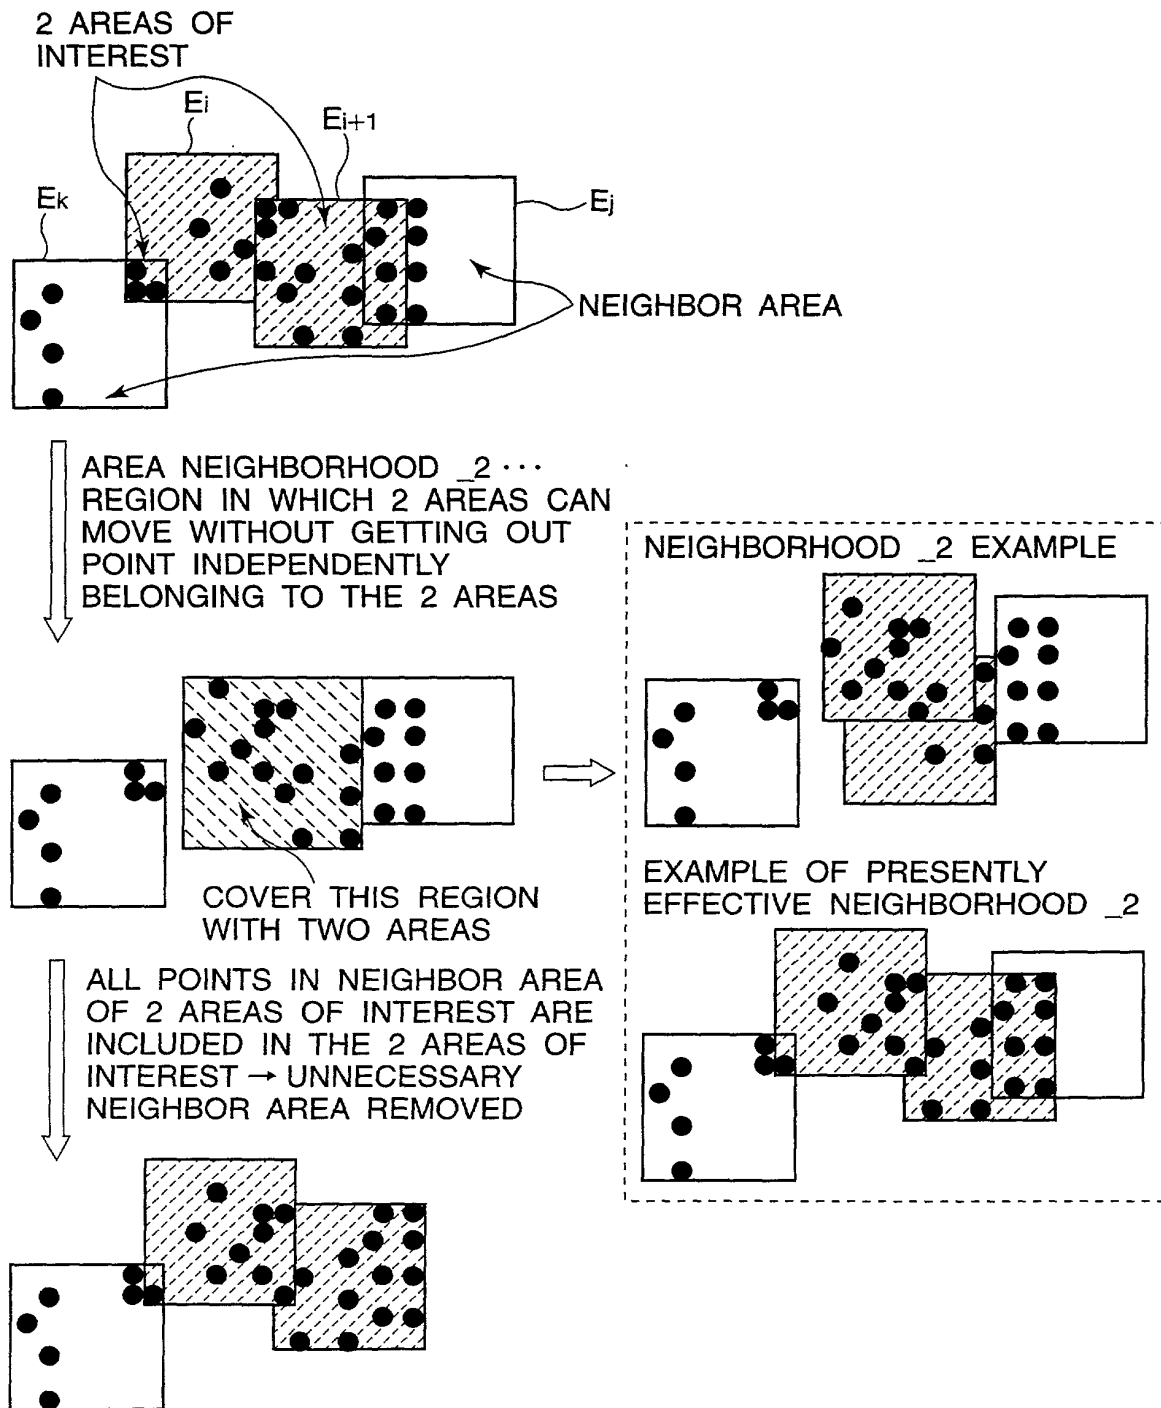 2 AREAS OF
INTEREST
Ei
Ei+1
Ek
Ej
NEIGHBOR AREA
AREA NEIGHBORHOOD _2 ···
REGION IN WHICH 2 AREAS CAN
MOVE WITHOUT GETTING OUT
POINT INDEPENDENTLY
BELONGING TO THE 2 AREAS
NEIGHBORHOOD _2 EXAMPLE
COVER THIS REGION
WITH TWO AREAS
EXAMPLE OF PRESENTLY
EFFECTIVE NEIGHBORHOOD _2
ALL POINTS IN NEIGHBOR AREA
OF 2 AREAS OF INTEREST ARE
INCLUDED IN THE 2 AREAS OF
INTEREST → UNNECESSARY
NEIGHBOR AREA REMOVED